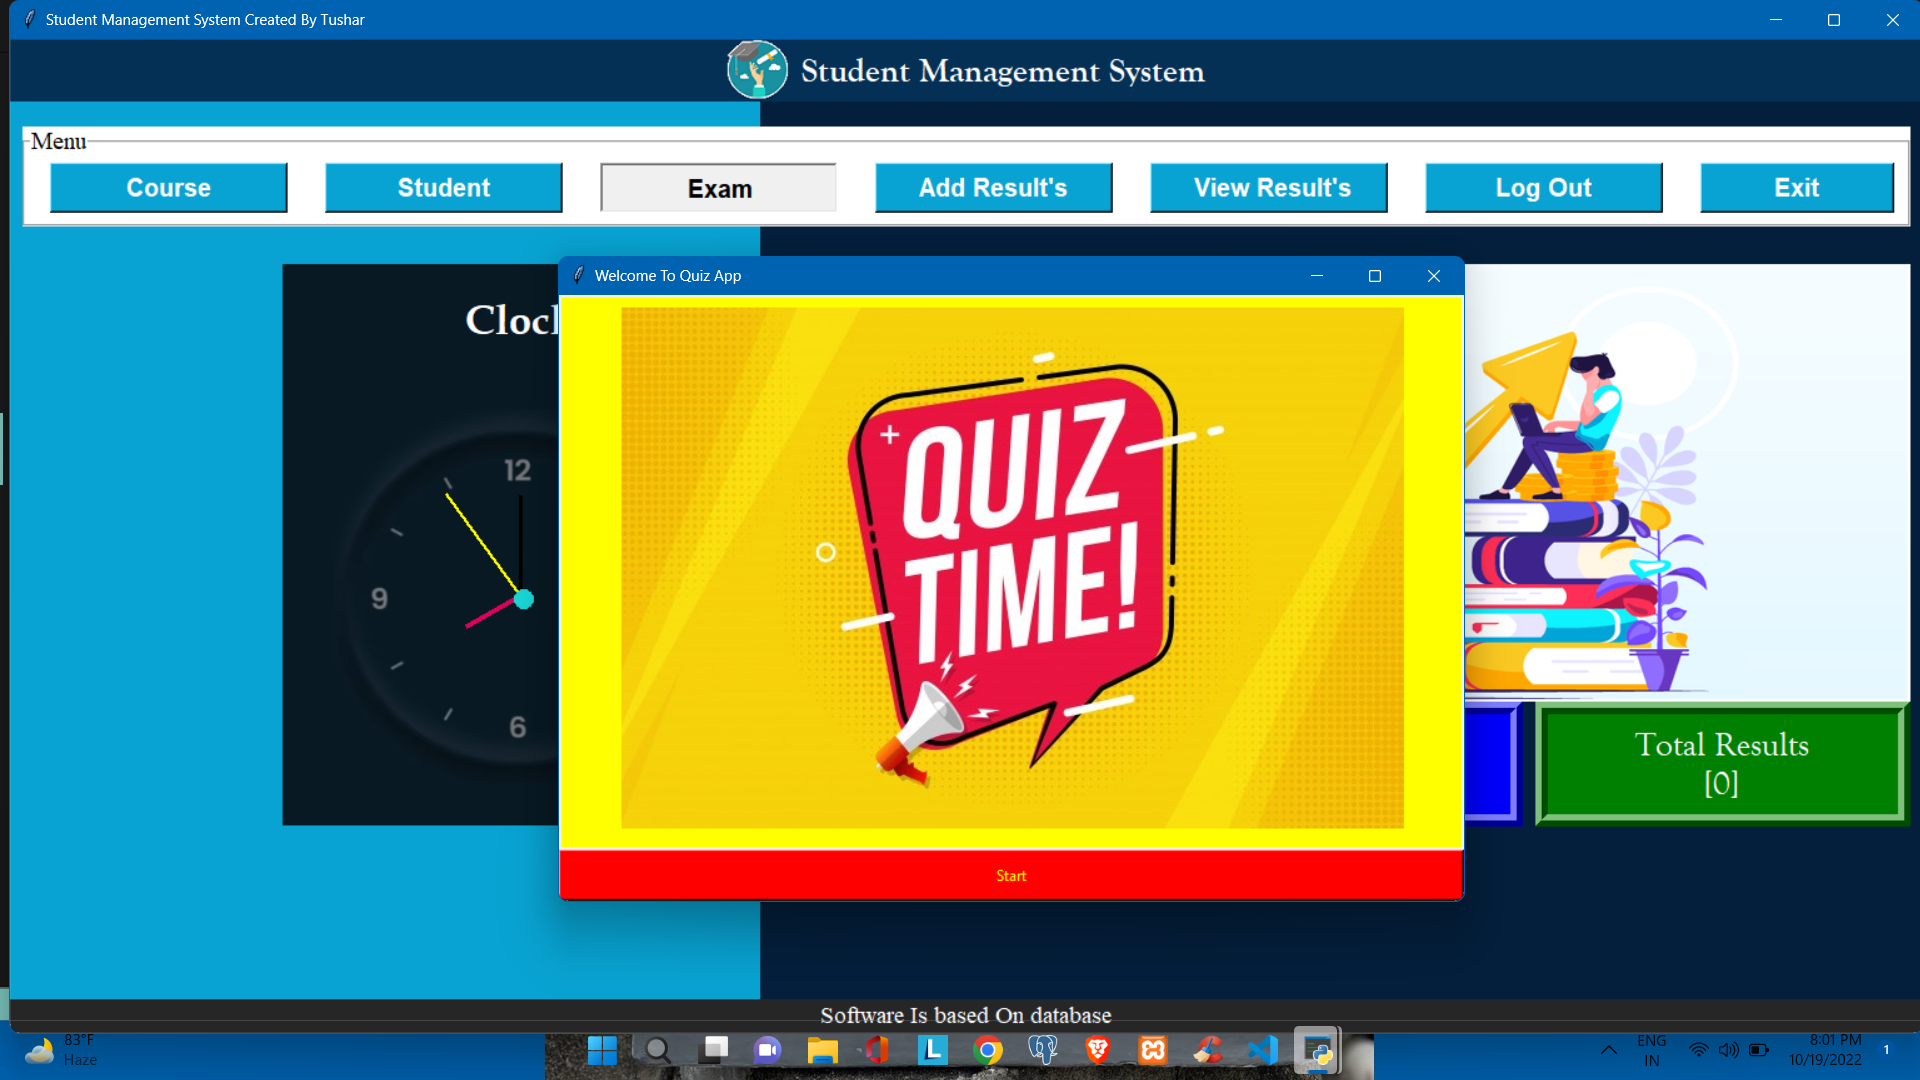 Student Management System Created By Tushar
Student Management System
Menu
Course
Student
Exam
Add Result's
View Result's
Log Out
Exit
Welcome To Quiz App
12
9
6
QUIZ
TIME!
Start
Total Results
[0]
Software Is based On database
83°F
Haze
L
ENG
IN
8:01 PM
10/19/2022
1